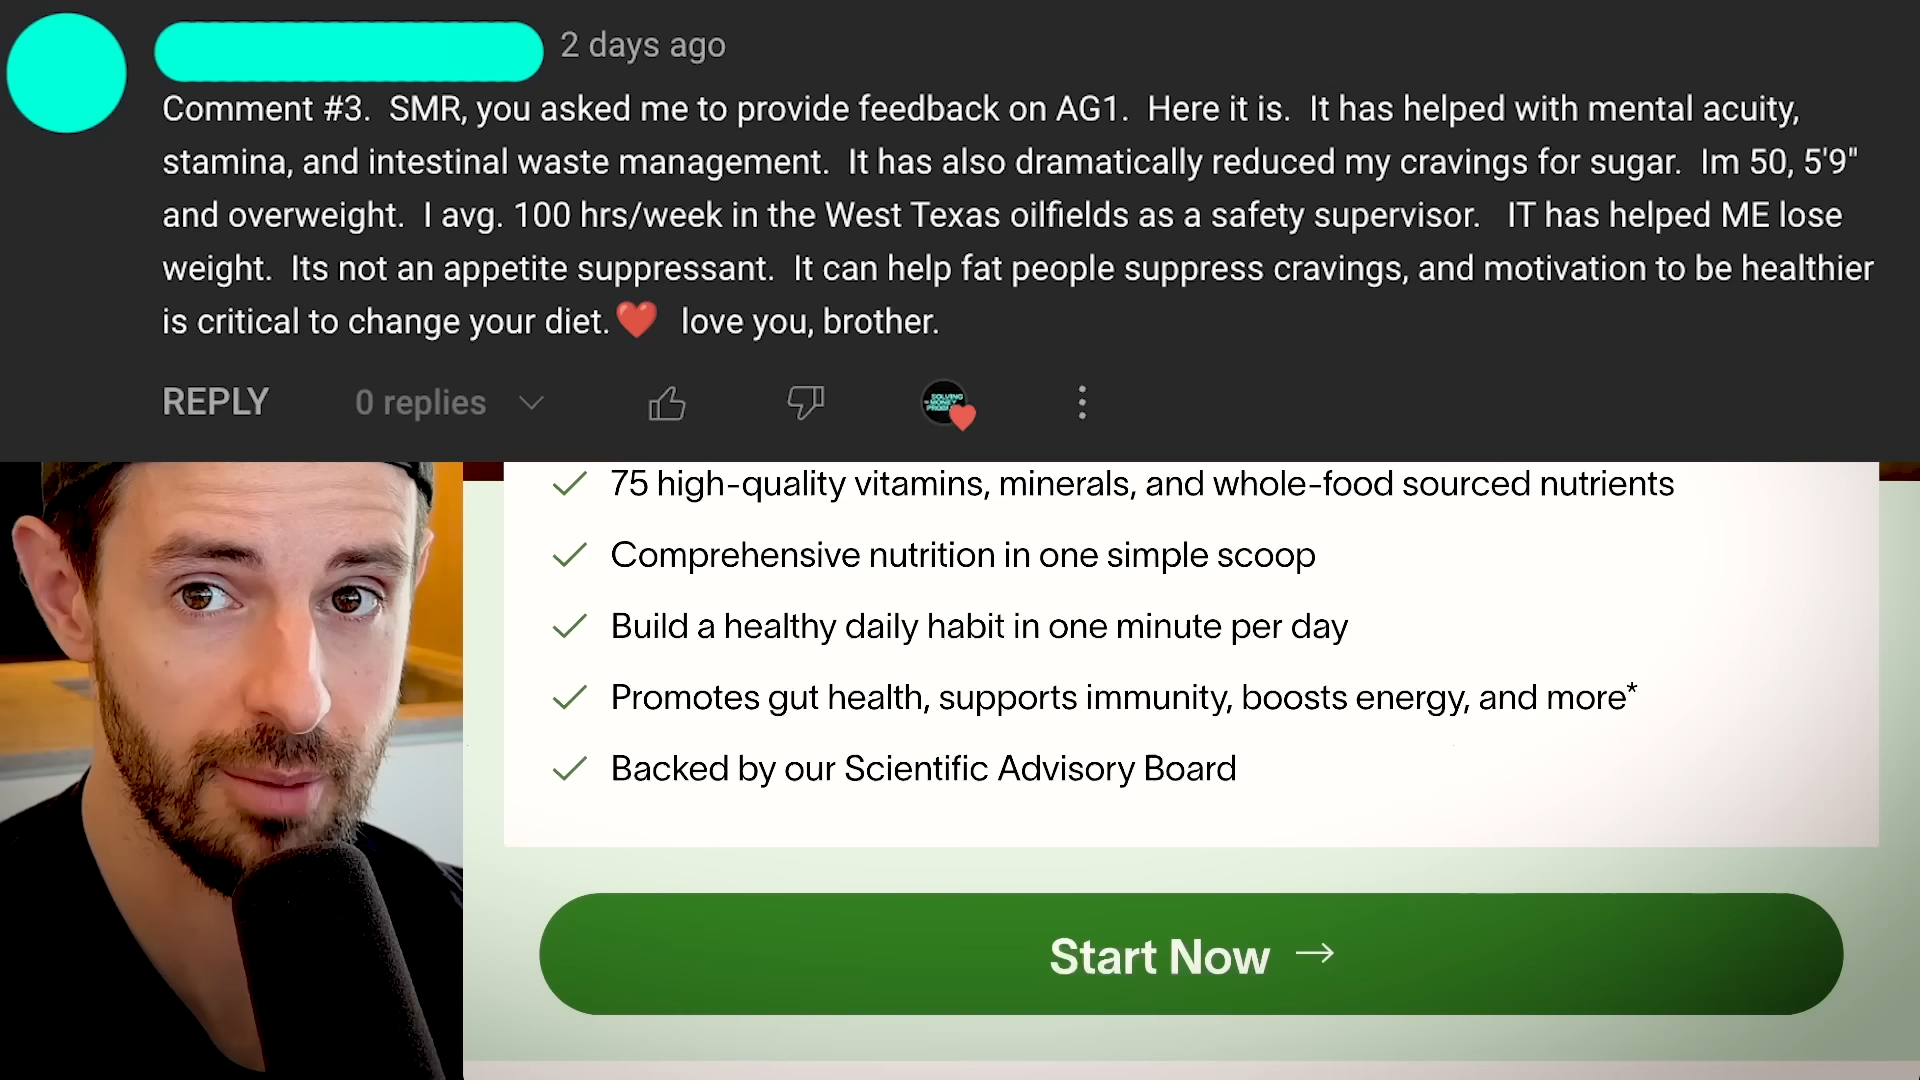 2 days ago
Comment #3.  SMR, you asked me to provide feedback on AG1.  Here it is.  It has helped with mental acuity,
stamina, and intestinal waste management.  It has also dramatically reduced my cravings for sugar.  Im 50, 5'9"
and overweight.  I avg. 100 hrs/week in the West Texas oilfields as a safety supervisor.   IT has helped ME lose
weight.  Its not an appetite suppressant.  It can help fat people suppress cravings, and motivation to be healthier
is critical to change your diet.❤️  love you, brother.
REPLY 0 replies
SOLVING
MONEY
75 high-quality vitamins, minerals, and whole-food sourced nutrients
Comprehensive nutrition in one simple scoop
Build a healthy daily habit in one minute per day
Promotes gut health, supports immunity, boosts energy, and more*
Backed by our Scientific Advisory Board
Start Now →